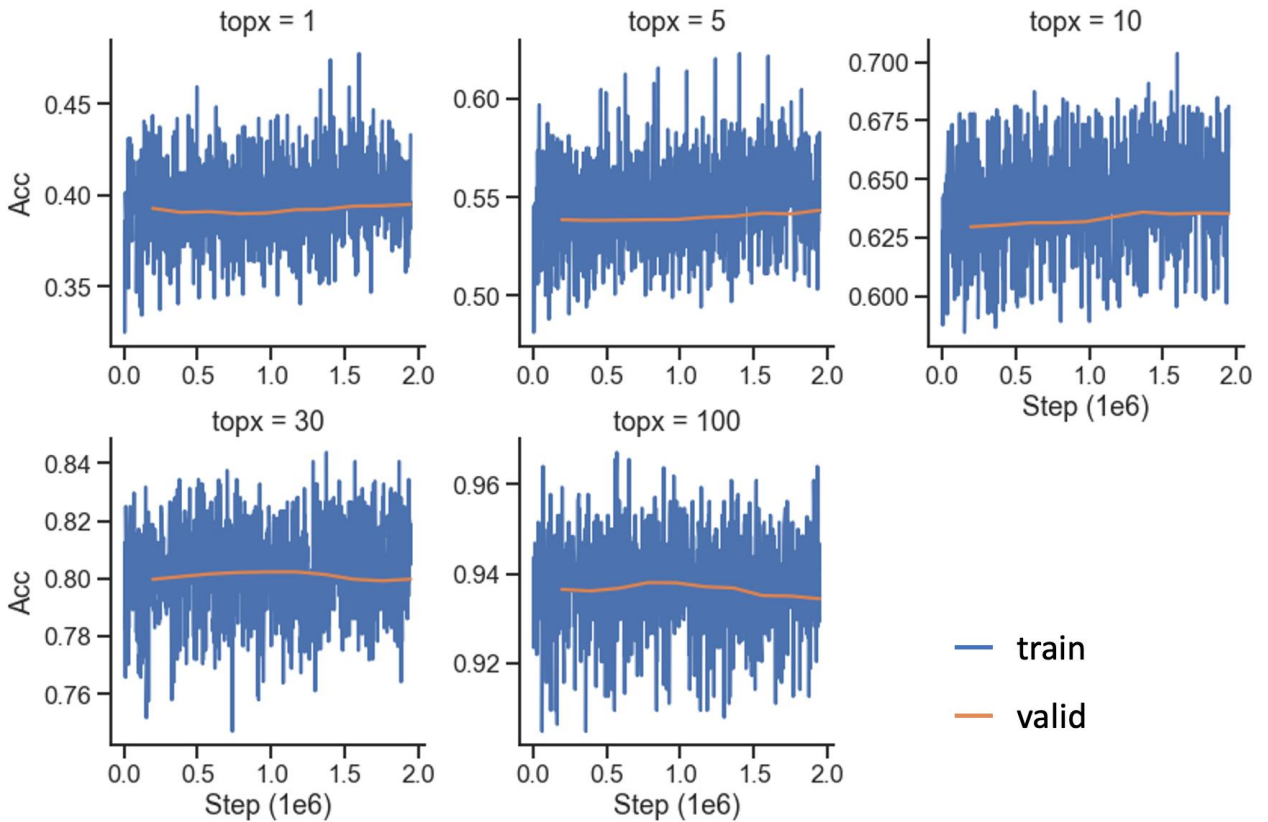 topx = 1
topx = 5
topx = 10
Acc
0.45
0.40
0.35
0.0 0.5 1.0 1.5 2.0
0.60
0.55
0.50
0.0 0.5 1.0 1.5 2.0
0.700
0.675
0.650
0.625
0.600
0.0 0.5 1.0 1.5 2.0
Step (1e6)
topx = 30
topx = 100
Acc
0.84
0.82
0.80
0.78
0.76
0.0 0.5 1.0 1.5 2.0
Step (1e6)
0.96
0.94
0.92
0.0 0.5 1.0 1.5 2.0
Step (1e6)
train
valid